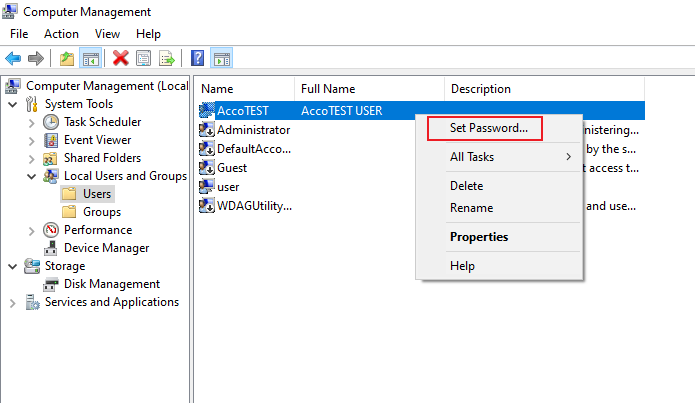 Computer Management
File Action View Help
Computer Management (Local
System Tools
Task Scheduler
Event Viewer
Shared Folders
Local Users and Groups
Users
Groups
Performance
Device Manager
Storage
Disk Management
Services and Applications
Name Full Name Description
AccoTEST AccoTEST USER
Administrator nistering...
DefaultAcco... by the s...
Guest t access t...
user
WDAGUtility... and use...
Set Password...
All Tasks
Delete
Rename
Properties
Help